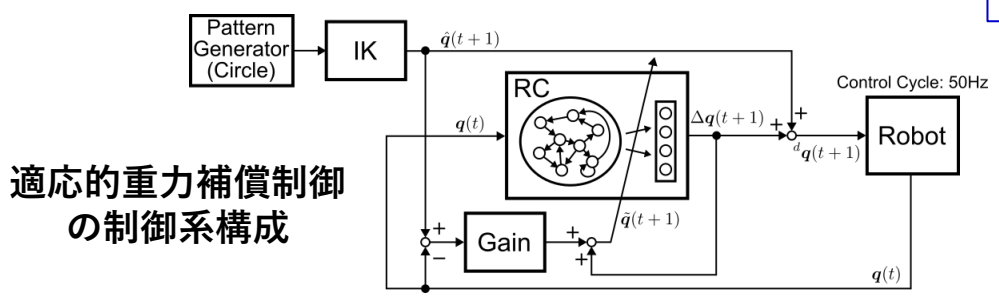 Pattern
Generator
(Circle)
IK
q̂(t+1)
Control Cycle: 50Hz
RC
q(t)
Δq(t+1)
+
+
ᵈq(t+1)
Robot
適応的重力補償制御
の制御系構成
+
−
Gain
+
+
q̃(t+1)
q(t)